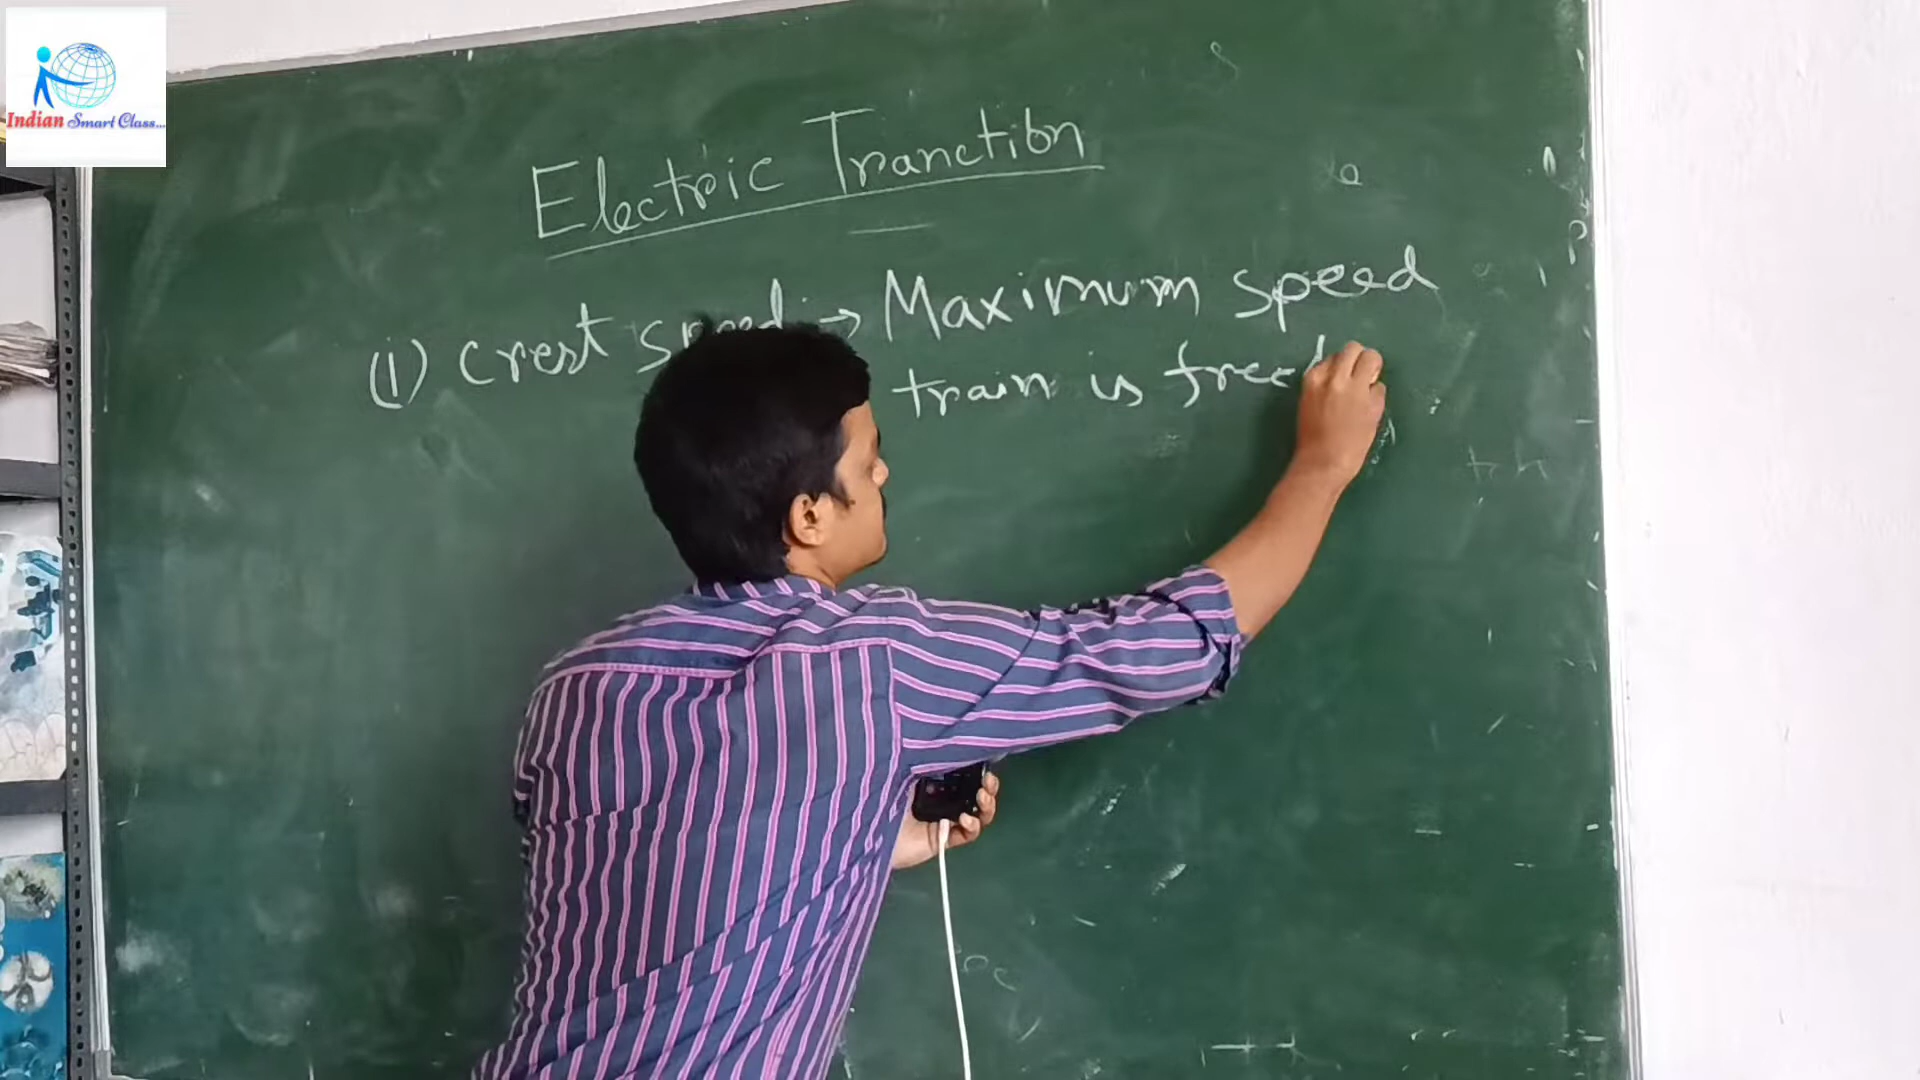 Indian Smart Class...
Electric Tranction
(1) Crest speed → Maximum speed
train is freed